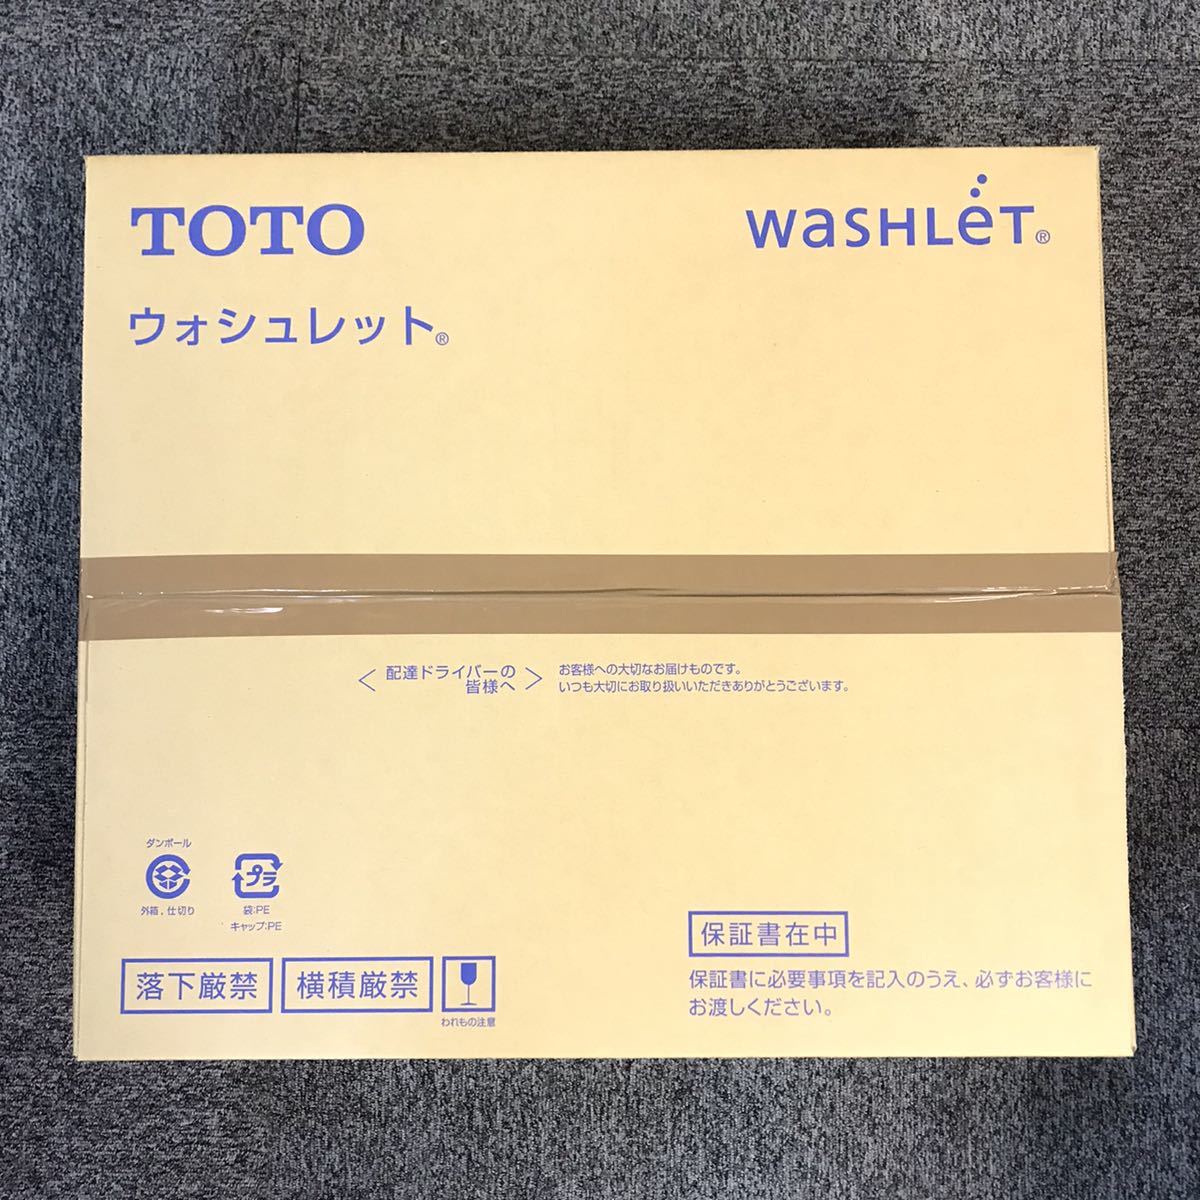 TOTO
WASHLET®
ウォシュレット®
＜ 配達ドライバーの
皆様へ ＞
お客様への大切なお届けものです。
いつも大切にお取り扱いいただきありがとうございます。
ダンボール
外箱．仕切り
プラ
袋:PE
キャップ:PE
落下厳禁
横積厳禁
われもの注意
保証書在中
保証書に必要事項を記入のうえ、必ずお客様に
お渡しください。